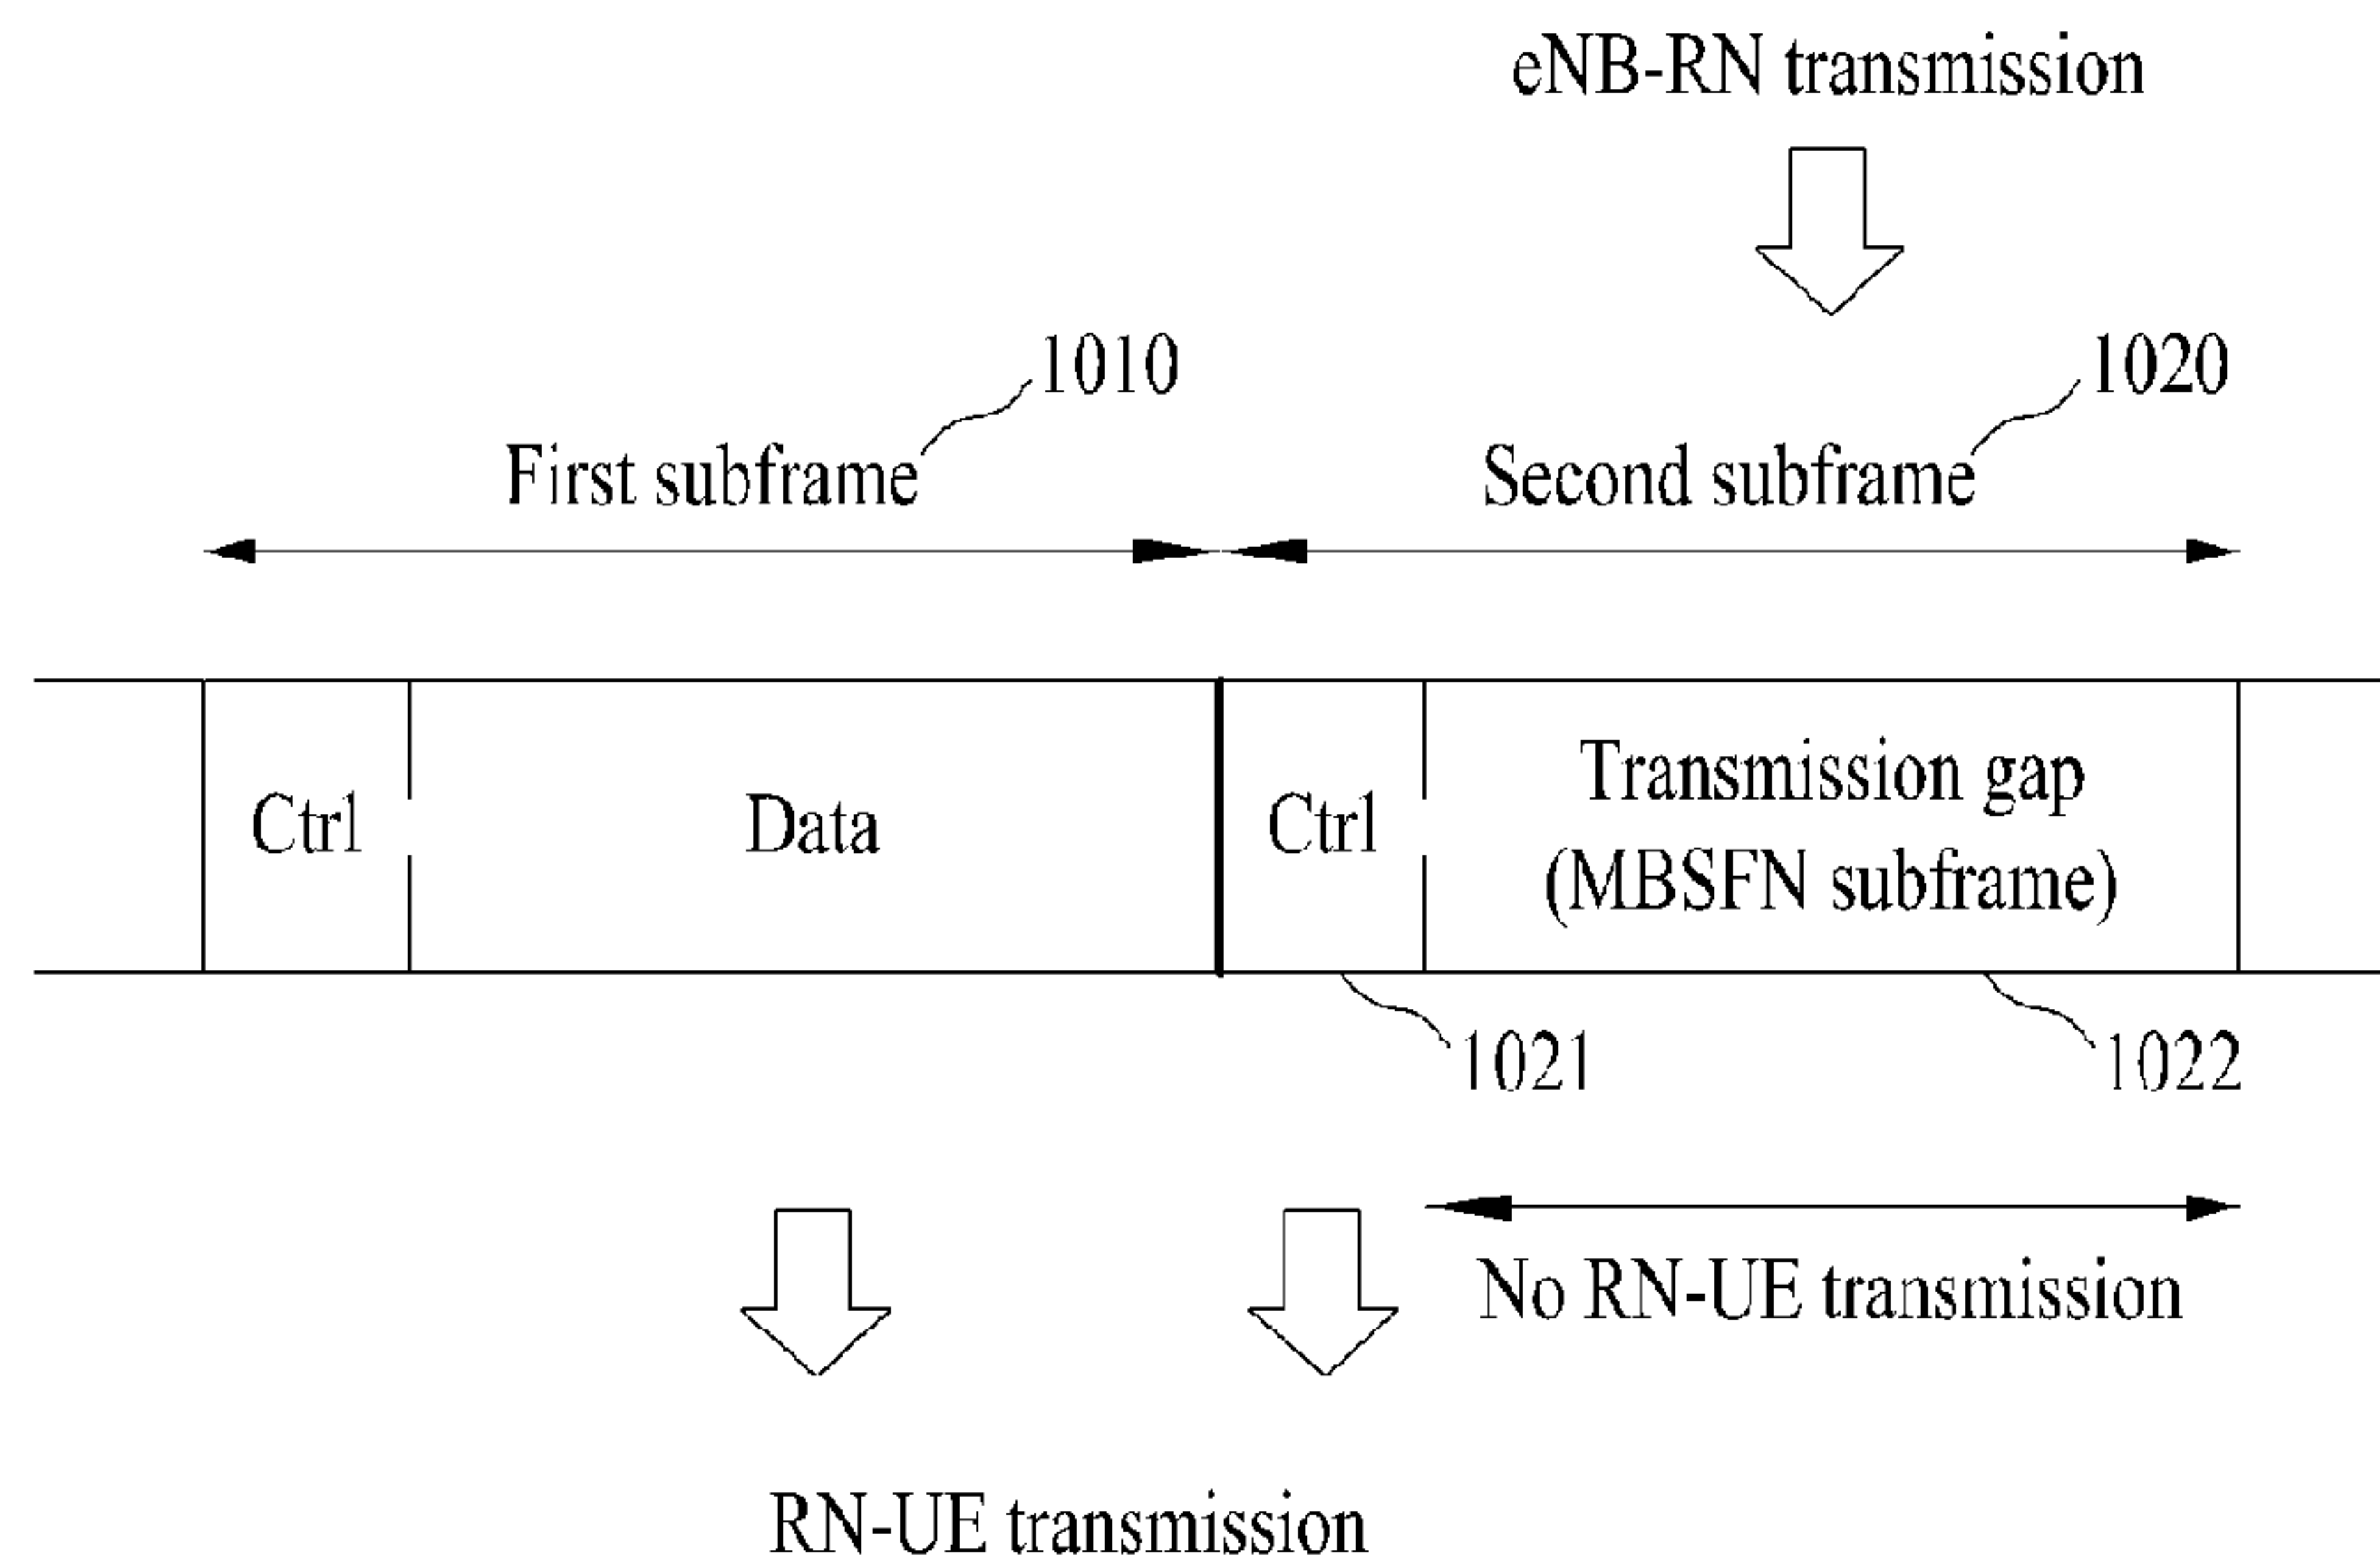 eNB-RN transmission
1010
1020
First subframe
Second subframe
Ctrl
Data
Ctrl
Transmission gap
(MBSFN subframe)
1021
1022
No RN-UE transmission
RN-UE transmission